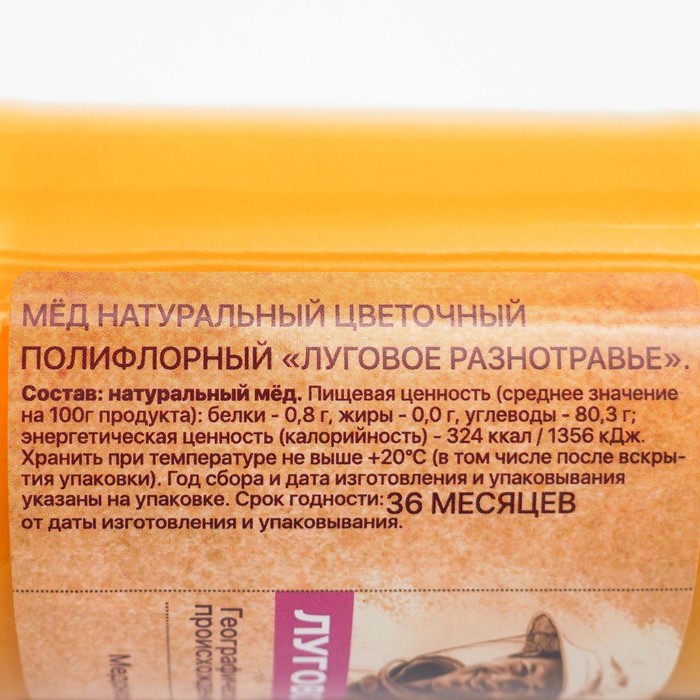 МЁД НАТУРАЛЬНЫЙ ЦВЕТОЧНЫЙ
ПОЛИФЛОРНЫЙ «ЛУГОВОЕ РАЗНОТРАВЬЕ».
Состав: натуральный мёд. Пищевая ценность (среднее значение
на 100г продукта): белки - 0,8 г, жиры - 0,0 г, углеводы - 80,3 г;
энергетическая ценность (калорийность) - 324 ккал / 1356 кДж.
Хранить при температуре не выше +20°C (в том числе после вскры-
тия упаковки). Год сбора и дата изготовления и упаковывания
указаны на упаковке. Срок годности: 36 МЕСЯЦЕВ
от даты изготовления и упаковывания.